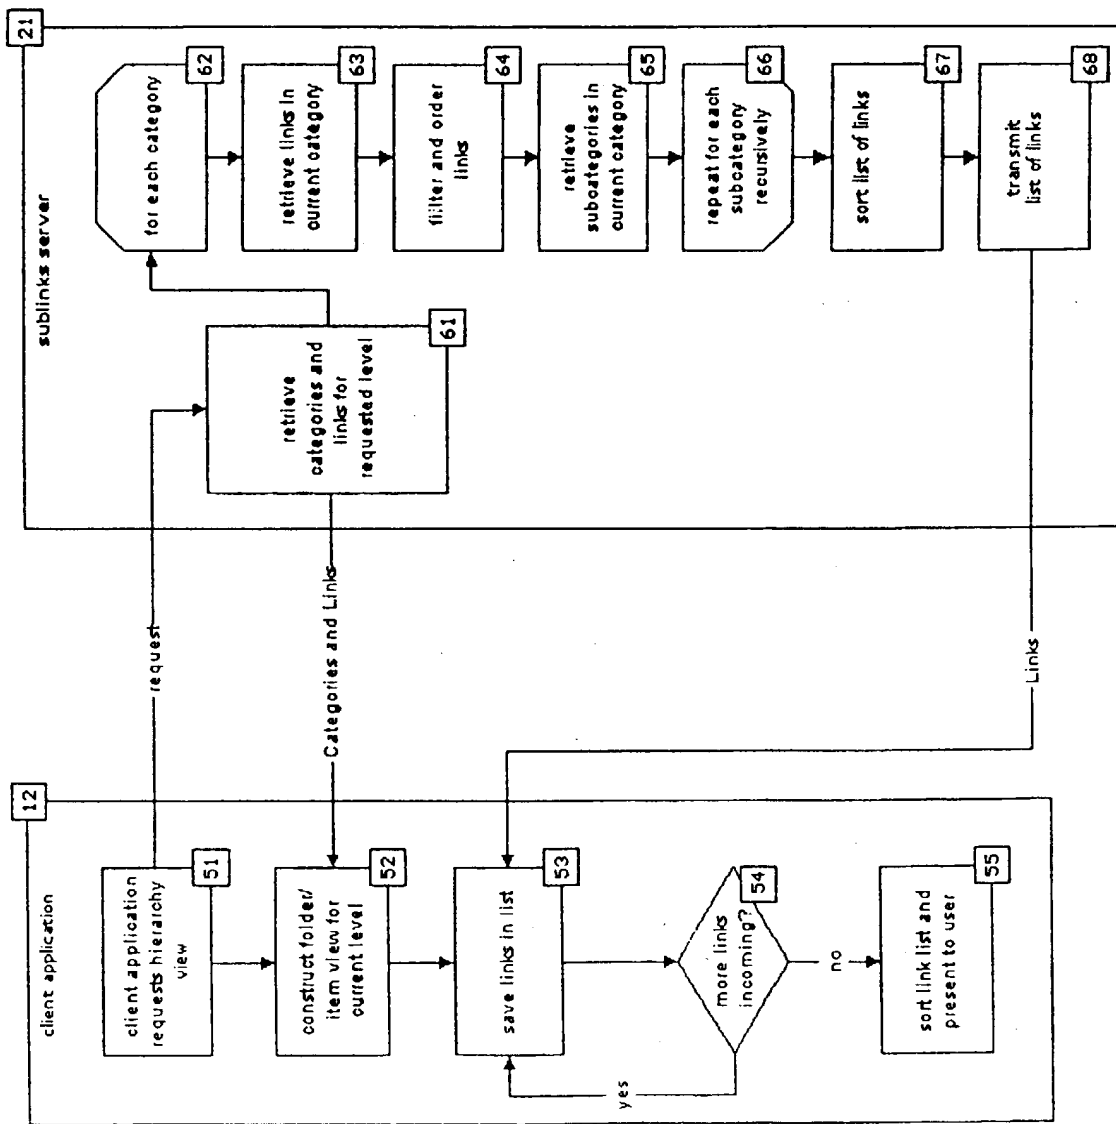 client application
12
client application
requests hierarchy
view
51
construct folder/
item view for
current level
52
save links in list
53
more links
incoming?
54
yes
no
sort link list and
present to user
55
request
Categories and Links
Links
sublinks server
21
retrieve
categories and
links for
requested level
61
for each category
62
retrieve links in
current category
63
fliilter and order
links
64
retrieve
subcategories in
current category
65
repeat for each
subcategory
recursively
66
sort list of links
67
transmit
list of links
68